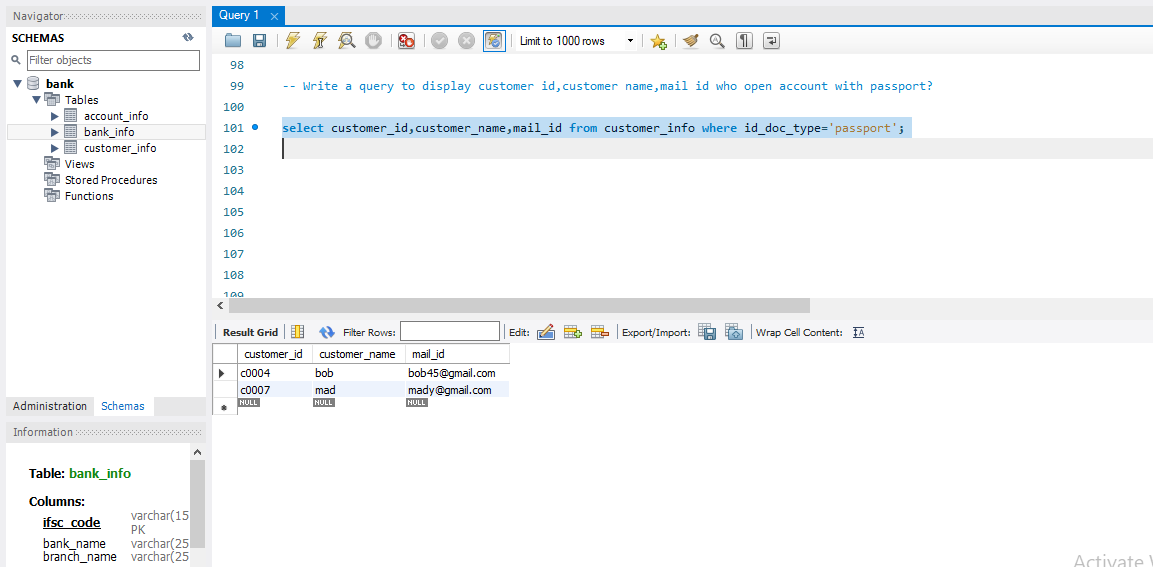 Navigator
SCHEMAS
Filter objects
bank
Tables
account_info
bank_info
customer_info
Views
Stored Procedures
Functions
Administration Schemas
Information
Table: bank_info
Columns:
ifsc_code varchar(15
PK
bank_name varchar(25
branch_name varchar(25
Query 1
Limit to 1000 rows
98
99 -- Write a query to display customer id,customer name,mail id who open account with passport?
100
101 select customer_id,customer_name,mail_id from customer_info where id_doc_type='passport';
102
103
104
105
106
107
108
109
Result Grid Filter Rows: Edit: Export/Import: Wrap Cell Content:
customer_id customer_name mail_id
c0004 bob bob45@gmail.com
c0007 mad mady@gmail.com
NULL NULL NULL
Activate